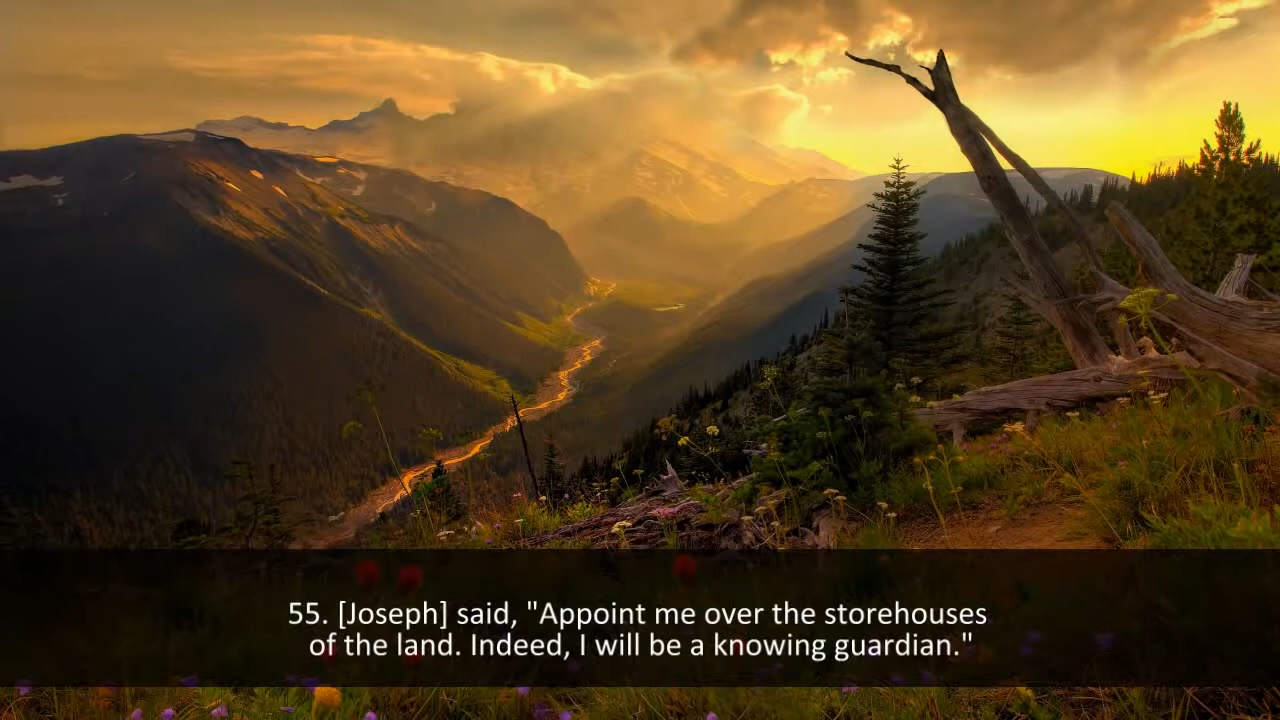 55. [Joseph] said, "Appoint me over the storehouses
of the land. Indeed, I will be a knowing guardian."